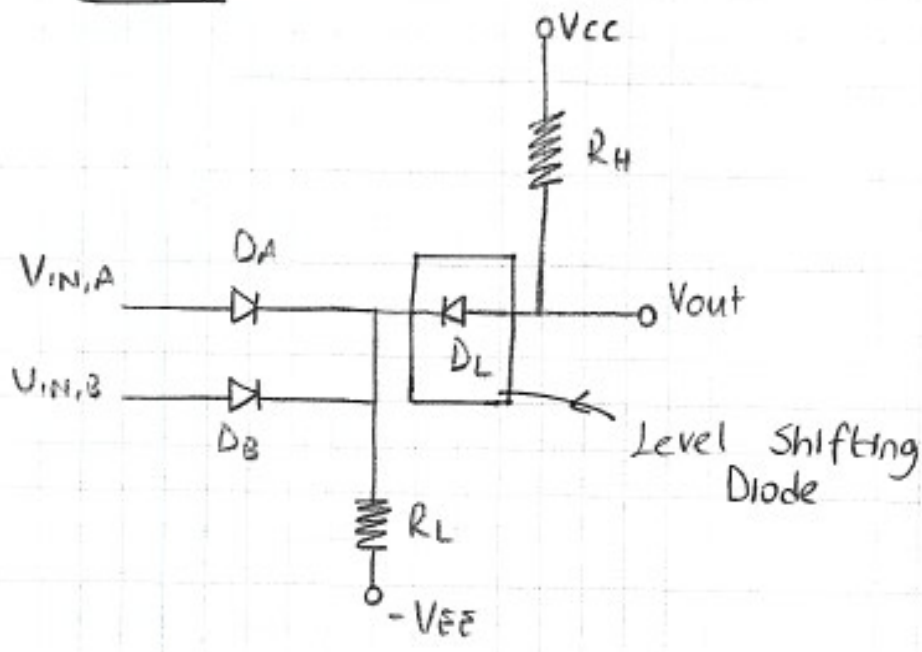 VCC
RH
DA
VIN,A
Vout
DL
VIN,B
DB
Level Shifting
Diode
RL
-VEE